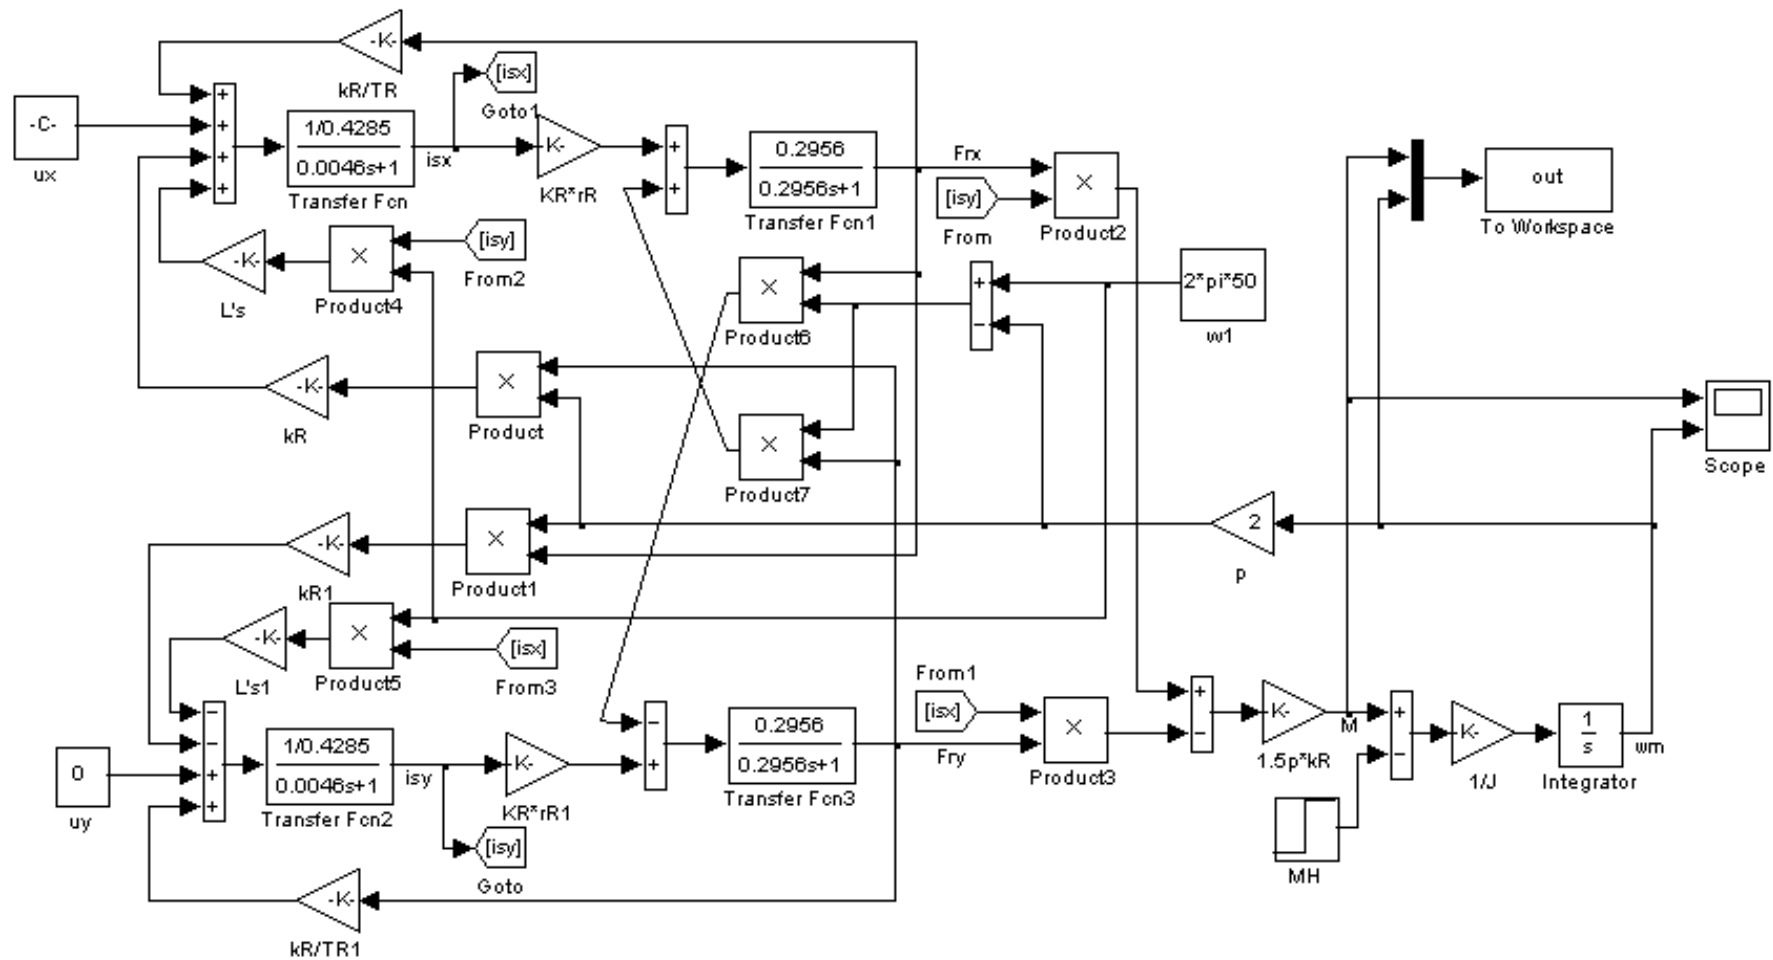 -K-
kR/TR
[isx]
Goto1
-C-
ux
+
+
+
+
1/0.4285
0.0046s+1
Transfer Fcn
isx
K-
KR*rR
+
+
0.2956
0.2956s+1
Transfer Fcn1
Frx
[isy]
From
×
Product2
out
To Workspace
-K-
L's
×
Product4
[isy]
From2
×
Product6
+
−
2*pi*50
w1
-K-
kR
×
Product
×
Product7
Scope
-K-
kR1
×
Product1
2
p
-K-
L's1
×
Product5
[isx]
From3
From1
[isx]
×
Product3
+
−
K-
1.5p*kR
M
+
−
K-
1/J
1
s
Integrator
wm
0
uy
−
−
+
+
1/0.4285
0.0046s+1
Transfer Fcn2
isy
K-
KR*rR1
−
+
0.2956
0.2956s+1
Transfer Fcn3
Fry
[isy]
Goto
MH
-K-
kR/TR1